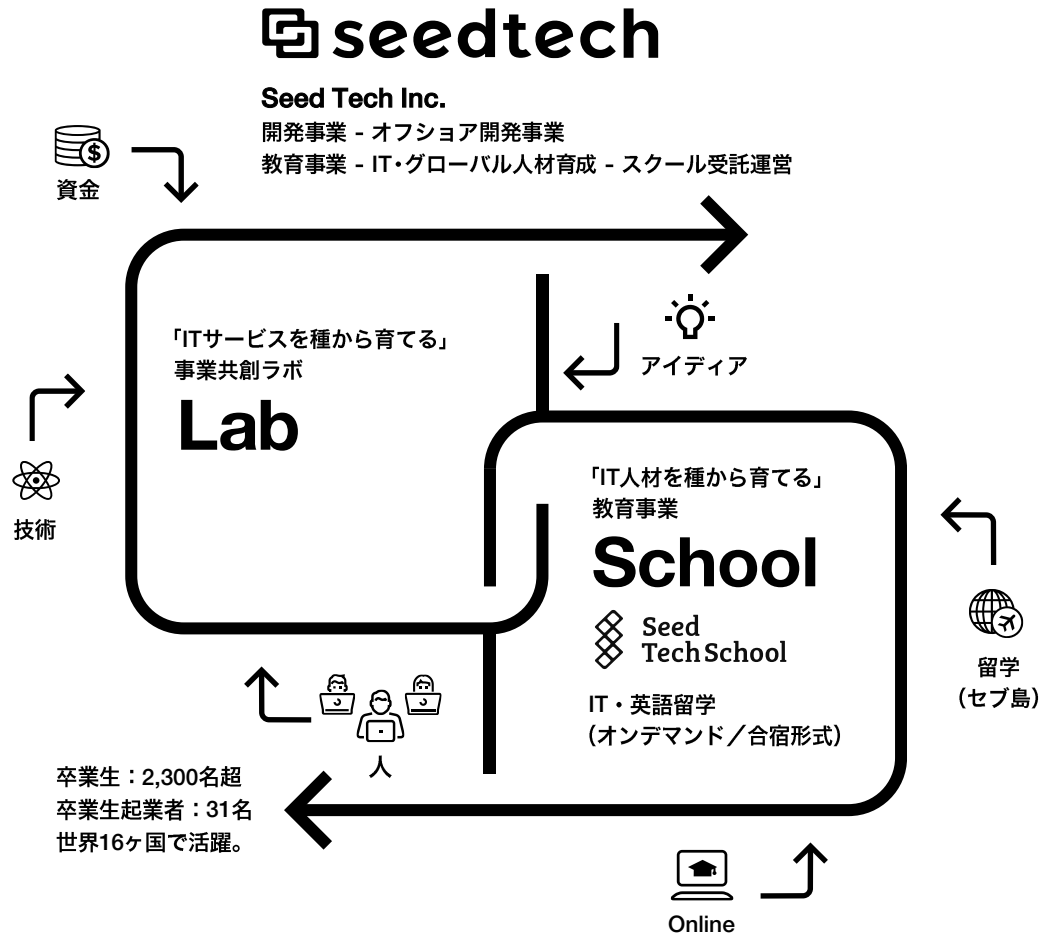 seedtech
Seed Tech Inc.
開発事業 - オフショア開発事業
教育事業 - IT・グローバル人材育成 - スクール受託運営
資金
「ITサービスを種から育てる」
事業共創ラボ
Lab
アイディア
技術
「IT人材を種から育てる」
教育事業
School
Seed
Tech School
IT・英語留学
（オンデマンド／合宿形式）
留学
（セブ島）
人
卒業生：2,300名超
卒業生起業者：31名
世界16ヶ国で活躍。
Online